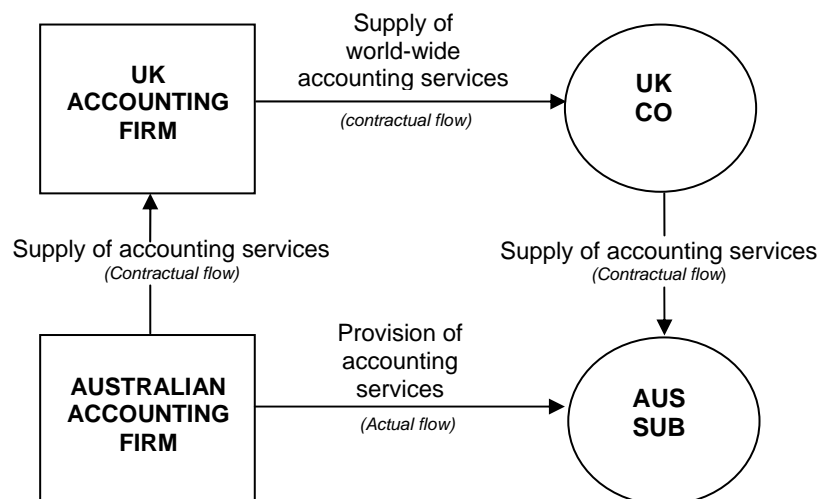 UK
ACCOUNTING
FIRM
Supply of
world-wide
accounting services
(contractual flow)
UK
CO
Supply of accounting services
(Contractual flow)
Supply of accounting services
(Contractual flow)
AUSTRALIAN
ACCOUNTING
FIRM
Provision of
accounting
services
(Actual flow)
AUS
SUB